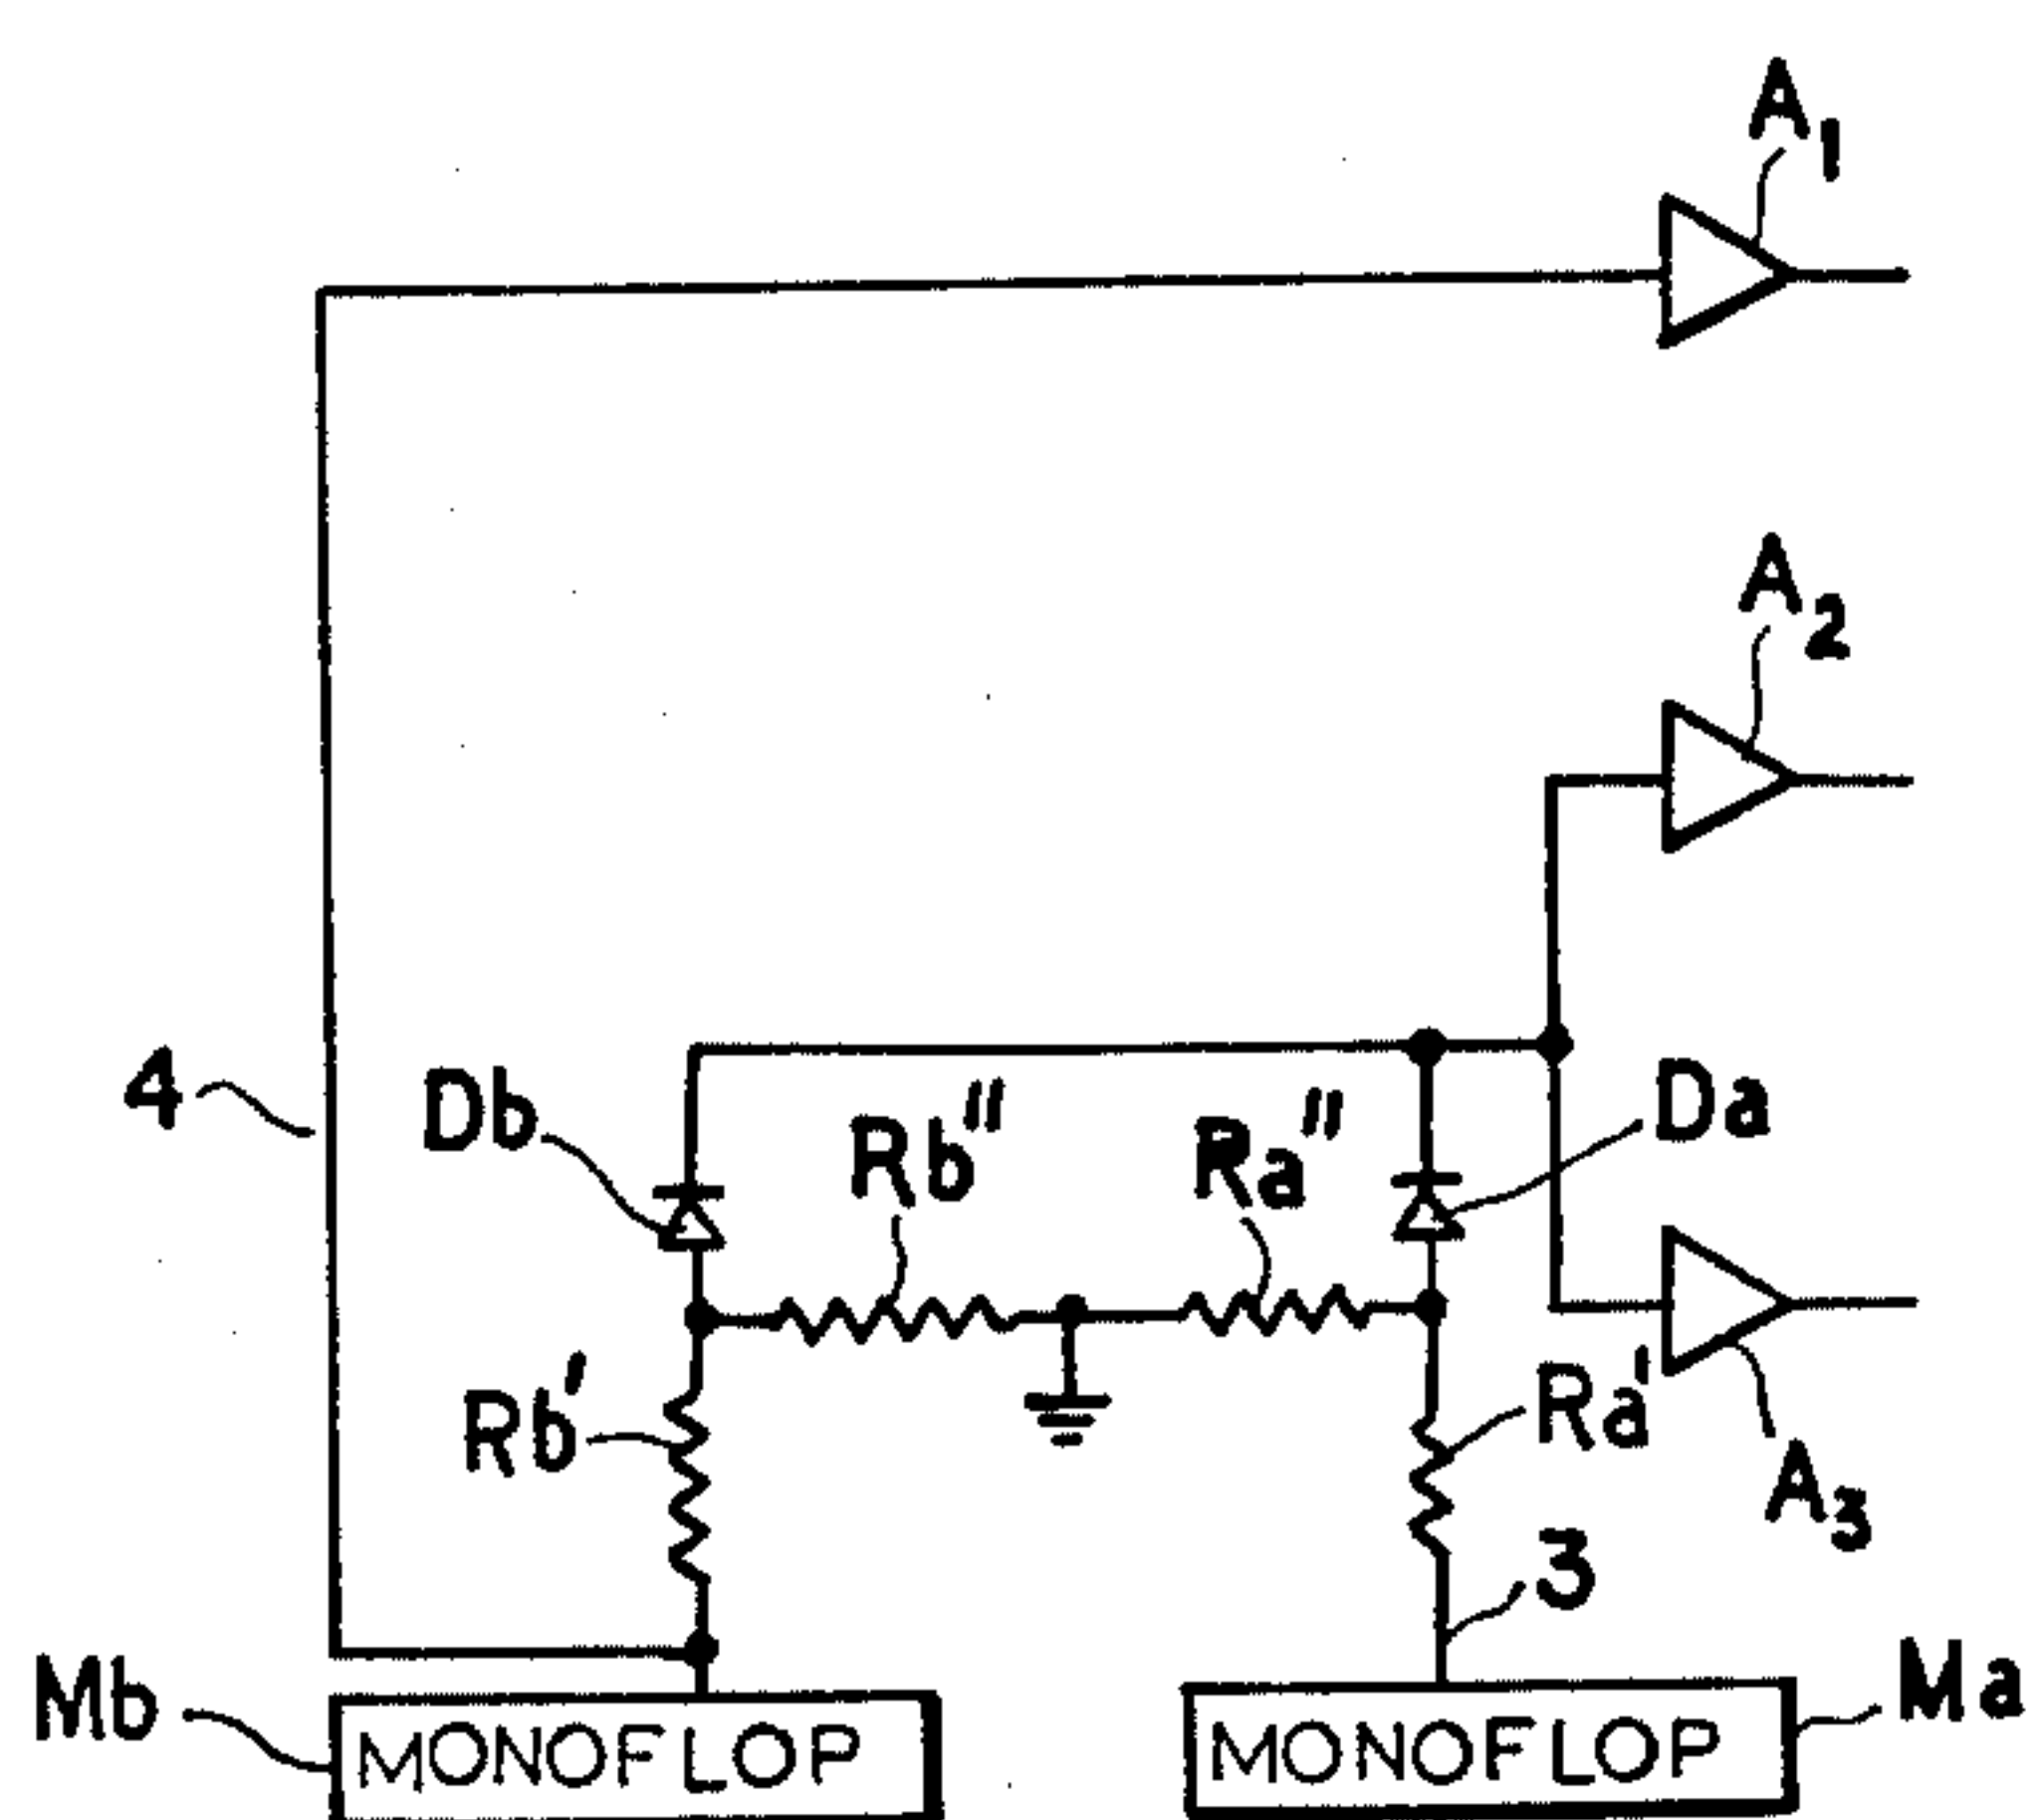 A1
A2
4
Db
Rb"
Ra"
Da
Rb'
Ra'
A3
3
Mb
MONOFLOP
MONOFLOP
Ma